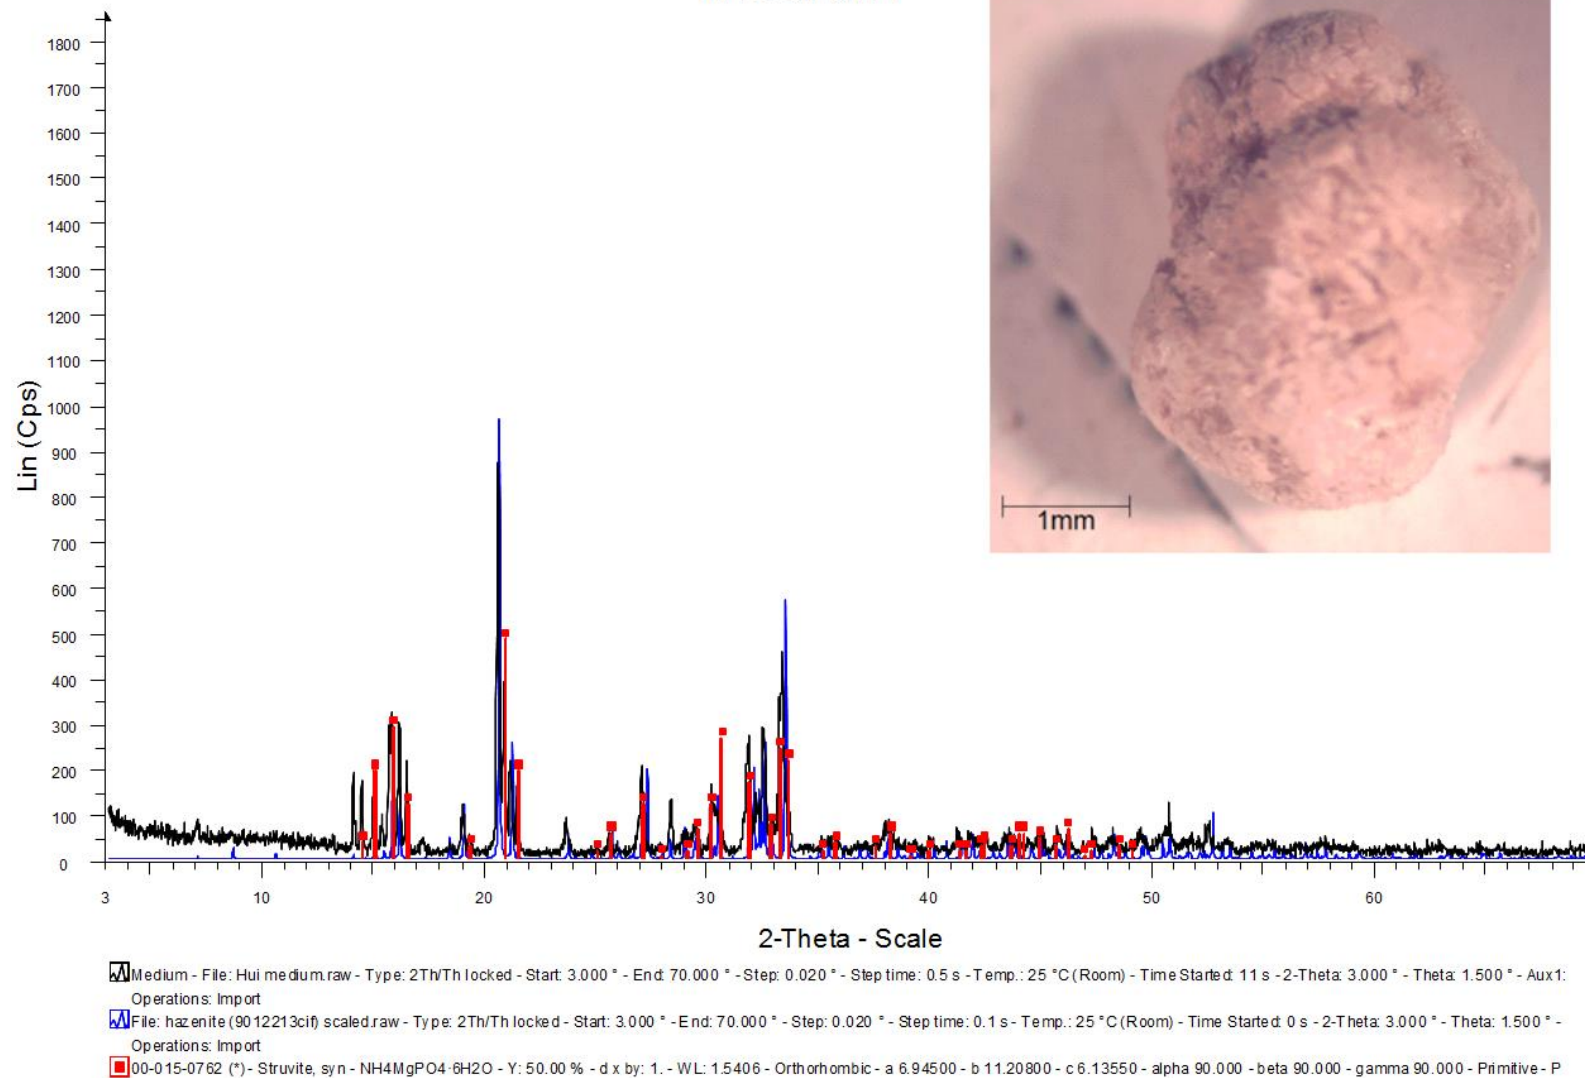 1800
1700
1600
1500
1400
1300
1200
1100
1000
900
800
700
600
500
400
300
200
100
0
Lin (Cps)
1mm
3 10 20 30 40 50 60
2-Theta - Scale
Medium - File: Hui medium.raw - Type: 2Th/Th locked - Start: 3.000 ° - End: 70.000 ° - Step: 0.020 ° - Step time: 0.5 s - Temp.: 25 °C (Room) - Time Started: 11 s - 2-Theta: 3.000 ° - Theta: 1.500 ° - Aux1:
Operations: Import
File: hazenite (9012213cif) scaled.raw - Type: 2Th/Th locked - Start: 3.000 ° - End: 70.000 ° - Step: 0.020 ° - Step time: 0.1 s - Temp.: 25 °C (Room) - Time Started: 0 s - 2-Theta: 3.000 ° - Theta: 1.500 ° -
Operations: Import
00-015-0762 (*) - Struvite, syn - NH4MgPO4·6H2O - Y: 50.00 % - d x by: 1. - WL: 1.5406 - Orthorhombic - a 6.94500 - b 11.20800 - c 6.13550 - alpha 90.000 - beta 90.000 - gamma 90.000 - Primitive - P